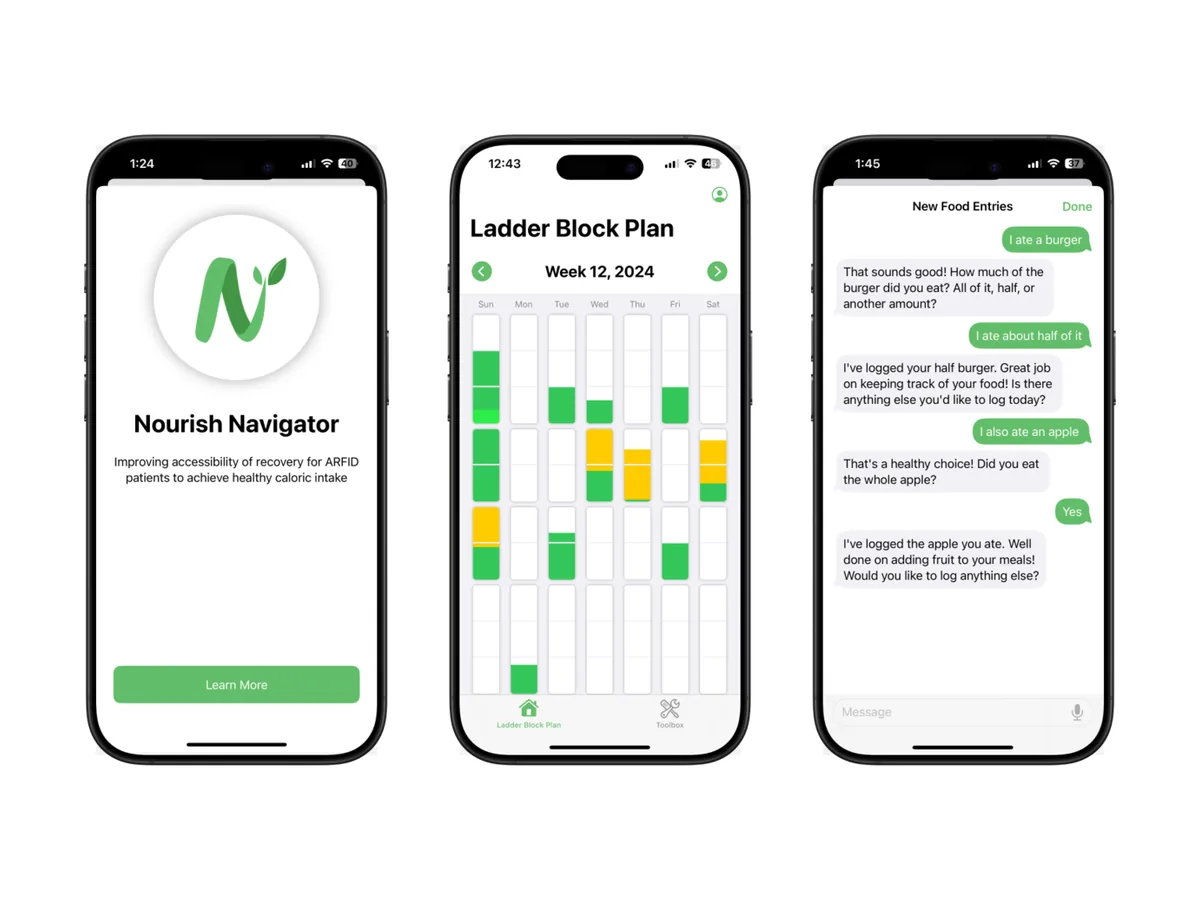 1:24
40
Nourish Navigator
Improving accessibility of recovery for ARFID
patients to achieve healthy caloric intake
Learn More
12:43
Ladder Block Plan
Week 12, 2024
Sun Mon Tue Wed Thu Fri Sat
Ladder Block Plan
Toolbox
1:45
37
New Food Entries
Done
I ate a burger
That sounds good! How much of the
burger did you eat? All of it, half, or
another amount?
I ate about half of it
I've logged your half burger. Great job
on keeping track of your food! Is there
anything else you'd like to log today?
I also ate an apple
That's a healthy choice! Did you eat
the whole apple?
Yes
I've logged the apple you ate. Well
done on adding fruit to your meals!
Would you like to log anything else?
Message